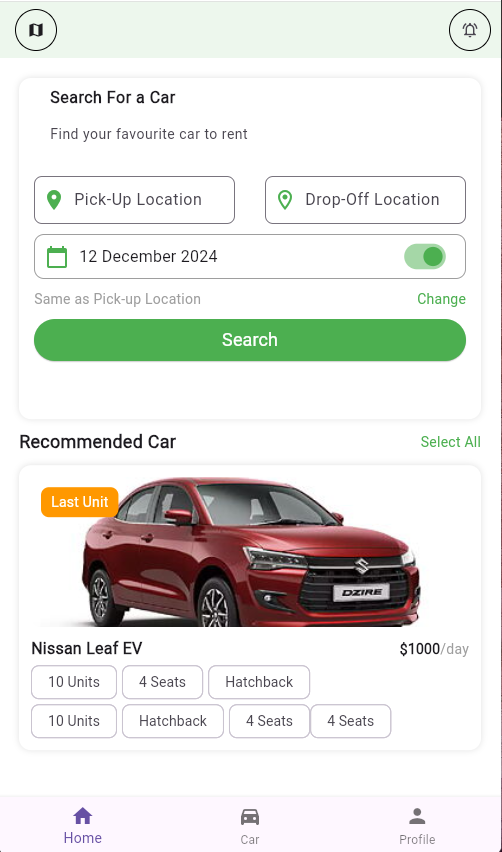 Search For a Car
Find your favourite car to rent
Pick-Up Location Drop-Off Location
12 December 2024
Same as Pick-up Location Change
Search
Recommended Car Select All
Last Unit
DZIRE
Nissan Leaf EV $1000/day
10 Units 4 Seats Hatchback
10 Units Hatchback 4 Seats 4 Seats
Home Car Profile